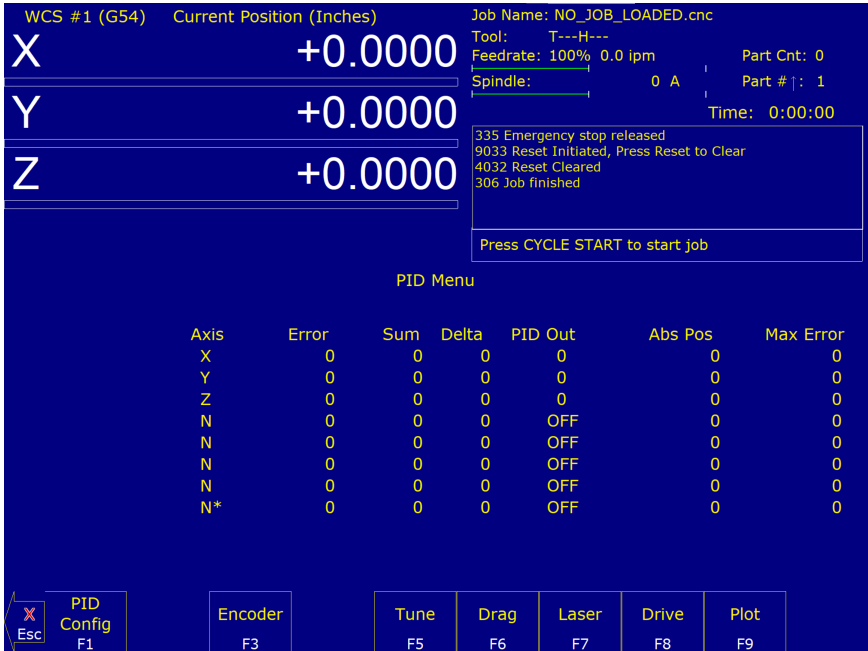 WCS #1 (G54) Current Position (Inches)
X +0.0000
Y +0.0000
Z +0.0000
Job Name: NO_JOB_LOADED.cnc
Tool: T---H---
Feedrate: 100% 0.0 ipm Part Cnt: 0
Spindle: 0 A Part #↑: 1
Time: 0:00:00
335 Emergency stop released
9033 Reset Initiated, Press Reset to Clear
4032 Reset Cleared
306 Job finished
Press CYCLE START to start job
PID Menu
Axis Error Sum Delta PID Out Abs Pos Max Error
X 0 0 0 0 0 0
Y 0 0 0 0 0 0
Z 0 0 0 0 0 0
N 0 0 0 OFF 0 0
N 0 0 0 OFF 0 0
N 0 0 0 OFF 0 0
N 0 0 0 OFF 0 0
N* 0 0 0 OFF 0 0
X
Esc
PID
Config
F1
Encoder
F3
Tune
F5
Drag
F6
Laser
F7
Drive
F8
Plot
F9